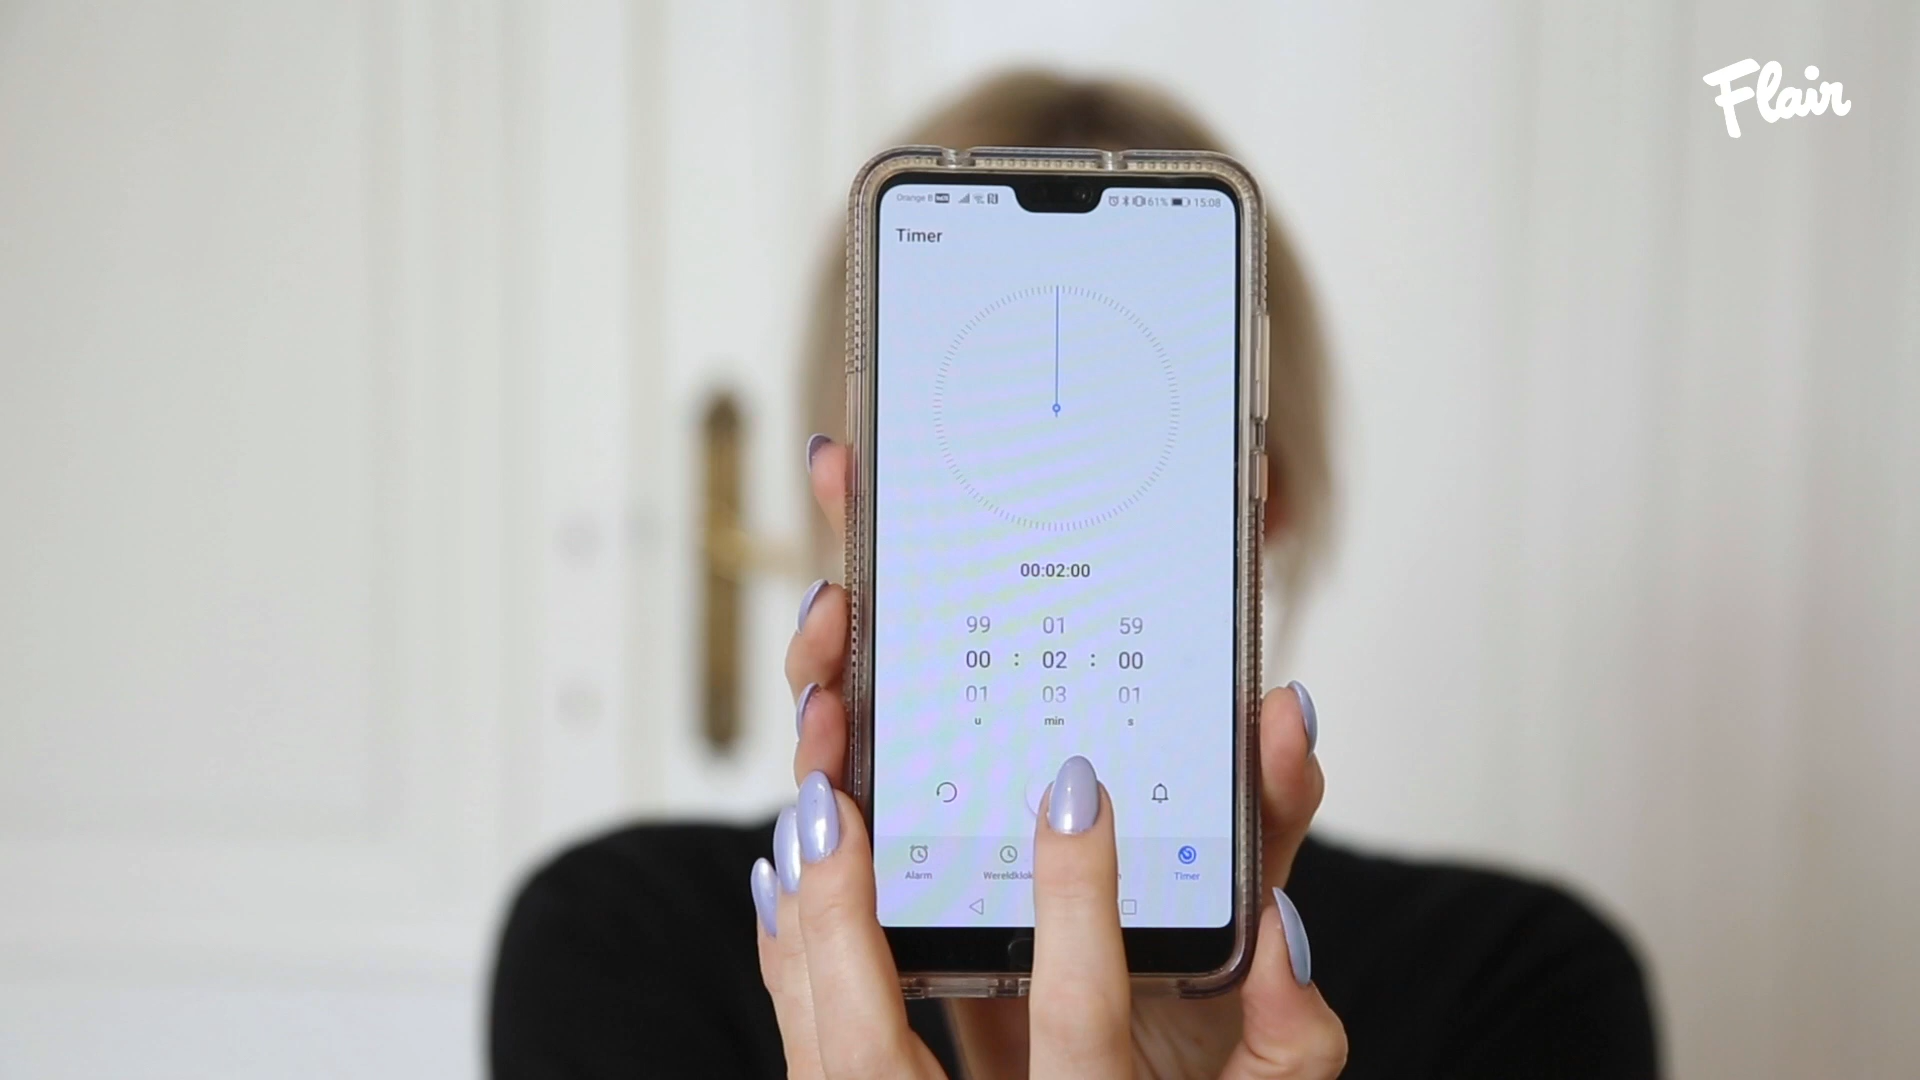 Flair
Orange B 61% 15:08
Timer
00:02:00
99 01 59
00 : 02 : 00
01 03 01
u min s
Alarm Timer